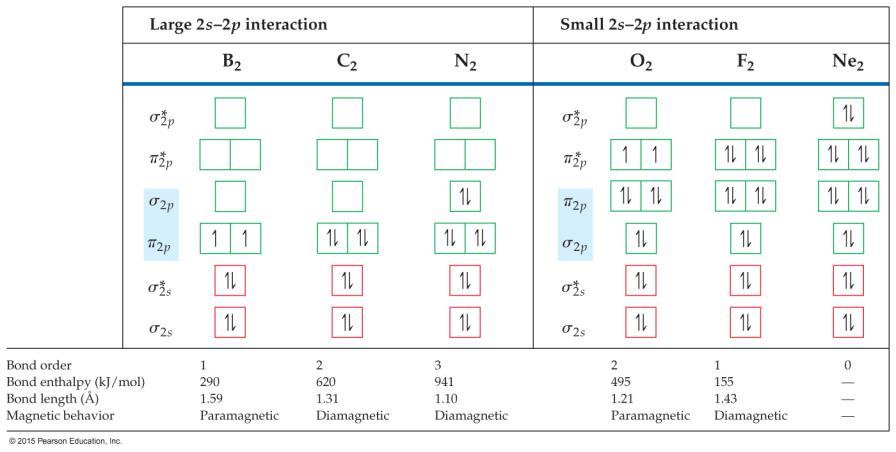 Large 2s–2p interaction Small 2s–2p interaction
B₂ C₂ N₂ O₂ F₂ Ne₂
σ*₂p σ*₂p
π*₂p π*₂p
σ₂p π₂p
π₂p σ₂p
σ*₂s σ*₂s
σ₂s σ₂s
Bond order 1 2 3 2 1 0
Bond enthalpy (kJ/mol) 290 620 941 495 155 —
Bond length (Å) 1.59 1.31 1.10 1.21 1.43 —
Magnetic behavior Paramagnetic Diamagnetic Diamagnetic Paramagnetic Diamagnetic —
© 2015 Pearson Education, Inc.